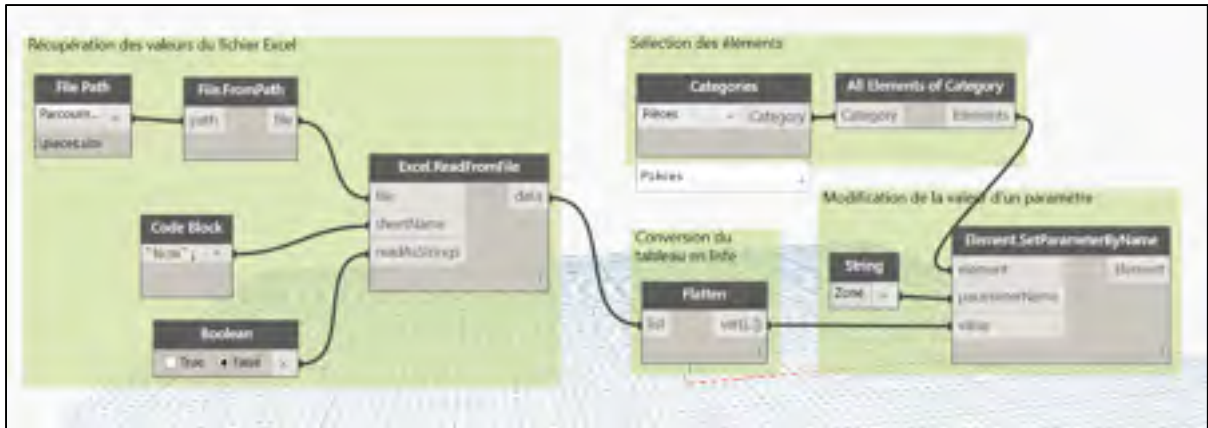 Récupération des valeurs du fichier Excel
File Path
Parcourir...
\pieces.xlsx
File.FromPath
path
file
Code Block
;
Boolean
True
False
Excel.ReadFromFile
file
sheetName
readAsStrings
data
Sélection des éléments
Categories
Pièces
Category
Pièces
All Elements of Category
Category
Elements
Conversion du
tableau en liste
Flatten
list
var[]..[]
Modification de la valeur d'un paramètre
String
Zone
Element.SetParameterByName
element
parameterName
value
Element